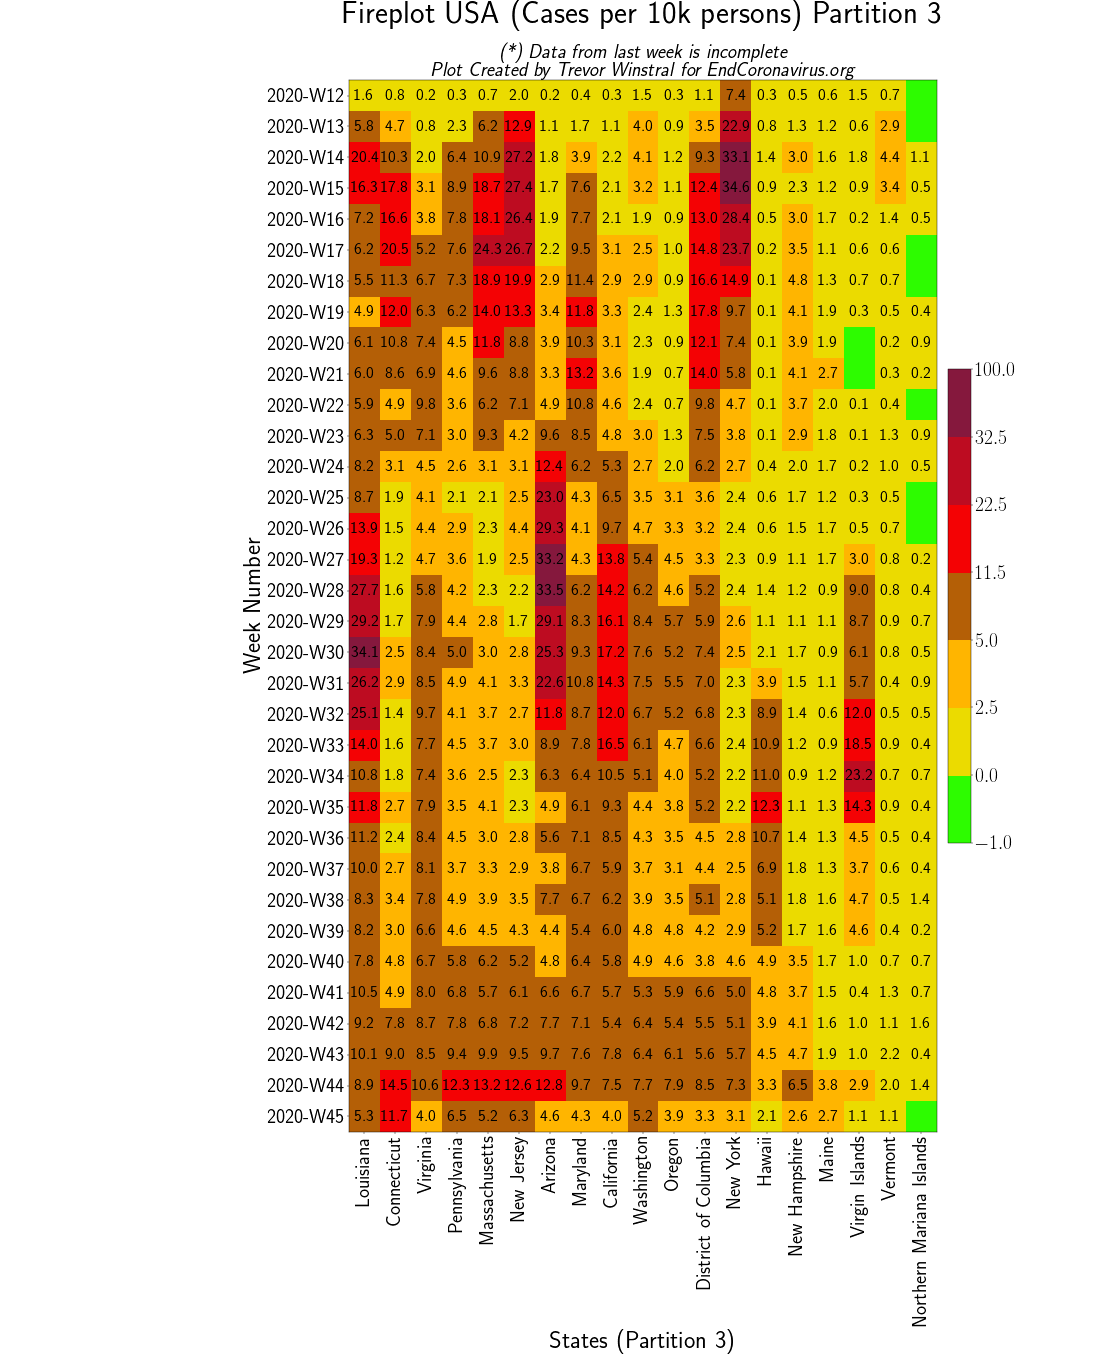 Fireplot USA (Cases per 10k persons) Partition 3
(*) Data from last week is incomplete
Plot Created by Trevor Winstral for EndCoronavirus.org
2020-W12 1.6 0.8 0.2 0.3 0.7 2.0 0.2 0.4 0.3 1.5 0.3 1.1 7.4 0.3 0.5 0.6 1.5 0.7
2020-W13 5.8 4.7 0.8 2.3 6.2 12.9 1.1 1.7 1.1 4.0 0.9 3.5 22.9 0.8 1.3 1.2 0.6 2.9
2020-W14 20.4 10.3 2.0 6.4 10.9 27.2 1.8 3.9 2.2 4.1 1.2 9.3 33.1 1.4 3.0 1.6 1.8 4.4 1.1
2020-W15 16.3 17.8 3.1 8.9 18.7 27.4 1.7 7.6 2.1 3.2 1.1 12.4 34.6 0.9 2.3 1.2 0.9 3.4 0.5
2020-W16 7.2 16.6 3.8 7.8 18.1 26.4 1.9 7.7 2.1 1.9 0.9 13.0 28.4 0.5 3.0 1.7 0.2 1.4 0.5
2020-W17 6.2 20.5 5.2 7.6 24.3 26.7 2.2 9.5 3.1 2.5 1.0 14.8 23.7 0.2 3.5 1.1 0.6 0.6
2020-W18 5.5 11.3 6.7 7.3 18.9 19.9 2.9 11.4 2.9 2.9 0.9 16.6 14.9 0.1 4.8 1.3 0.7 0.7
2020-W19 4.9 12.0 6.3 6.2 14.0 13.3 3.4 11.8 3.3 2.4 1.3 17.8 9.7 0.1 4.1 1.9 0.3 0.5 0.4
2020-W20 6.1 10.8 7.4 4.5 11.8 8.8 3.9 10.3 3.1 2.3 0.9 12.1 7.4 0.1 3.9 1.9 0.2 0.9
2020-W21 6.0 8.6 6.9 4.6 9.6 8.8 3.3 13.2 3.6 1.9 0.7 14.0 5.8 0.1 4.1 2.7 0.3 0.2
2020-W22 5.9 4.9 9.8 3.6 6.2 7.1 4.9 10.8 4.6 2.4 0.7 9.8 4.7 0.1 3.7 2.0 0.1 0.4
2020-W23 6.3 5.0 7.1 3.0 9.3 4.2 9.6 8.5 4.8 3.0 1.3 7.5 3.8 0.1 2.9 1.8 0.1 1.3 0.9
2020-W24 8.2 3.1 4.5 2.6 3.1 3.1 12.4 6.2 5.3 2.7 2.0 6.2 2.7 0.4 2.0 1.7 0.2 1.0 0.5
2020-W25 8.7 1.9 4.1 2.1 2.1 2.5 23.0 4.3 6.5 3.5 3.1 3.6 2.4 0.6 1.7 1.2 0.3 0.5
2020-W26 13.9 1.5 4.4 2.9 2.3 4.4 29.3 4.1 9.7 4.7 3.3 3.2 2.4 0.6 1.5 1.7 0.5 0.7
2020-W27 19.3 1.2 4.7 3.6 1.9 2.5 33.2 4.3 13.8 5.4 4.5 3.3 2.3 0.9 1.1 1.7 3.0 0.8 0.2
2020-W28 27.7 1.6 5.8 4.2 2.3 2.2 33.5 6.2 14.2 6.2 4.6 5.2 2.4 1.4 1.2 0.9 9.0 0.8 0.4
2020-W29 29.2 1.7 7.9 4.4 2.8 1.7 29.1 8.3 16.1 8.4 5.7 5.9 2.6 1.1 1.1 1.1 8.7 0.9 0.7
2020-W30 34.1 2.5 8.4 5.0 3.0 2.8 25.3 9.3 17.2 7.6 5.2 7.4 2.5 2.1 1.7 0.9 6.1 0.8 0.5
2020-W31 26.2 2.9 8.5 4.9 4.1 3.3 22.6 10.8 14.3 7.5 5.5 7.0 2.3 3.9 1.5 1.1 5.7 0.4 0.9
2020-W32 25.1 1.4 9.7 4.1 3.7 2.7 11.8 8.7 12.0 6.7 5.2 6.8 2.3 8.9 1.4 0.6 12.0 0.5 0.5
2020-W33 14.0 1.6 7.7 4.5 3.7 3.0 8.9 7.8 16.5 6.1 4.7 6.6 2.4 10.9 1.2 0.9 18.5 0.9 0.4
2020-W34 10.8 1.8 7.4 3.6 2.5 2.3 6.3 6.4 10.5 5.1 4.0 5.2 2.2 11.0 0.9 1.2 23.2 0.7 0.7
2020-W35 11.8 2.7 7.9 3.5 4.1 2.3 4.9 6.1 9.3 4.4 3.8 5.2 2.2 12.3 1.1 1.3 14.3 0.9 0.4
2020-W36 11.2 2.4 8.4 4.5 3.0 2.8 5.6 7.1 8.5 4.3 3.5 4.5 2.8 10.7 1.4 1.3 4.5 0.5 0.4
2020-W37 10.0 2.7 8.1 3.7 3.3 2.9 3.8 6.7 5.9 3.7 3.1 4.4 2.5 6.9 1.8 1.3 3.7 0.6 0.4
2020-W38 8.3 3.4 7.8 4.9 3.9 3.5 7.7 6.7 6.2 3.9 3.5 5.1 2.8 5.1 1.8 1.6 4.7 0.5 1.4
2020-W39 8.2 3.0 6.6 4.6 4.5 4.3 4.4 5.4 6.0 4.8 4.8 4.2 2.9 5.2 1.7 1.6 4.6 0.4 0.2
2020-W40 7.8 4.8 6.7 5.8 6.2 5.2 4.8 6.4 5.8 4.9 4.6 3.8 4.6 4.9 3.5 1.7 1.0 0.7 0.7
2020-W41 10.5 4.9 8.0 6.8 5.7 6.1 6.6 6.7 5.7 5.3 5.9 6.6 5.0 4.8 3.7 1.5 0.4 1.3 0.7
2020-W42 9.2 7.8 8.7 7.8 6.8 7.2 7.7 7.1 5.4 6.4 5.4 5.5 5.1 3.9 4.1 1.6 1.0 1.1 1.6
2020-W43 10.1 9.0 8.5 9.4 9.9 9.5 9.7 7.6 7.8 6.4 6.1 5.6 5.7 4.5 4.7 1.9 1.0 2.2 0.4
2020-W44 8.9 14.5 10.6 12.3 13.2 12.6 12.8 9.7 7.5 7.7 7.9 8.5 7.3 3.3 6.5 3.8 2.9 2.0 1.4
2020-W45 5.3 11.7 4.0 6.5 5.2 6.3 4.6 4.3 4.0 5.2 3.9 3.3 3.1 2.1 2.6 2.7 1.1 1.1
Week Number
Louisiana
Connecticut
Virginia
Pennsylvania
Massachusetts
New Jersey
Arizona
Maryland
California
Washington
Oregon
District of Columbia
New York
Hawaii
New Hampshire
Maine
Virgin Islands
Vermont
Northern Mariana Islands
States (Partition 3)
100.0
32.5
22.5
11.5
5.0
2.5
0.0
−1.0